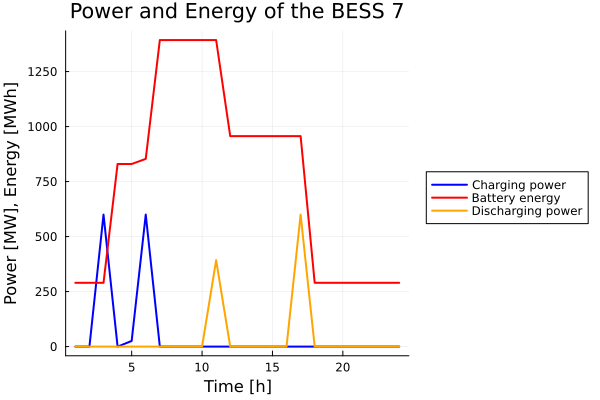 Power and Energy of the BESS 7
Power [MW], Energy [MWh]
1250
1000
750
500
250
0
5
10
15
20
Time [h]
Charging power
Battery energy
Discharging power